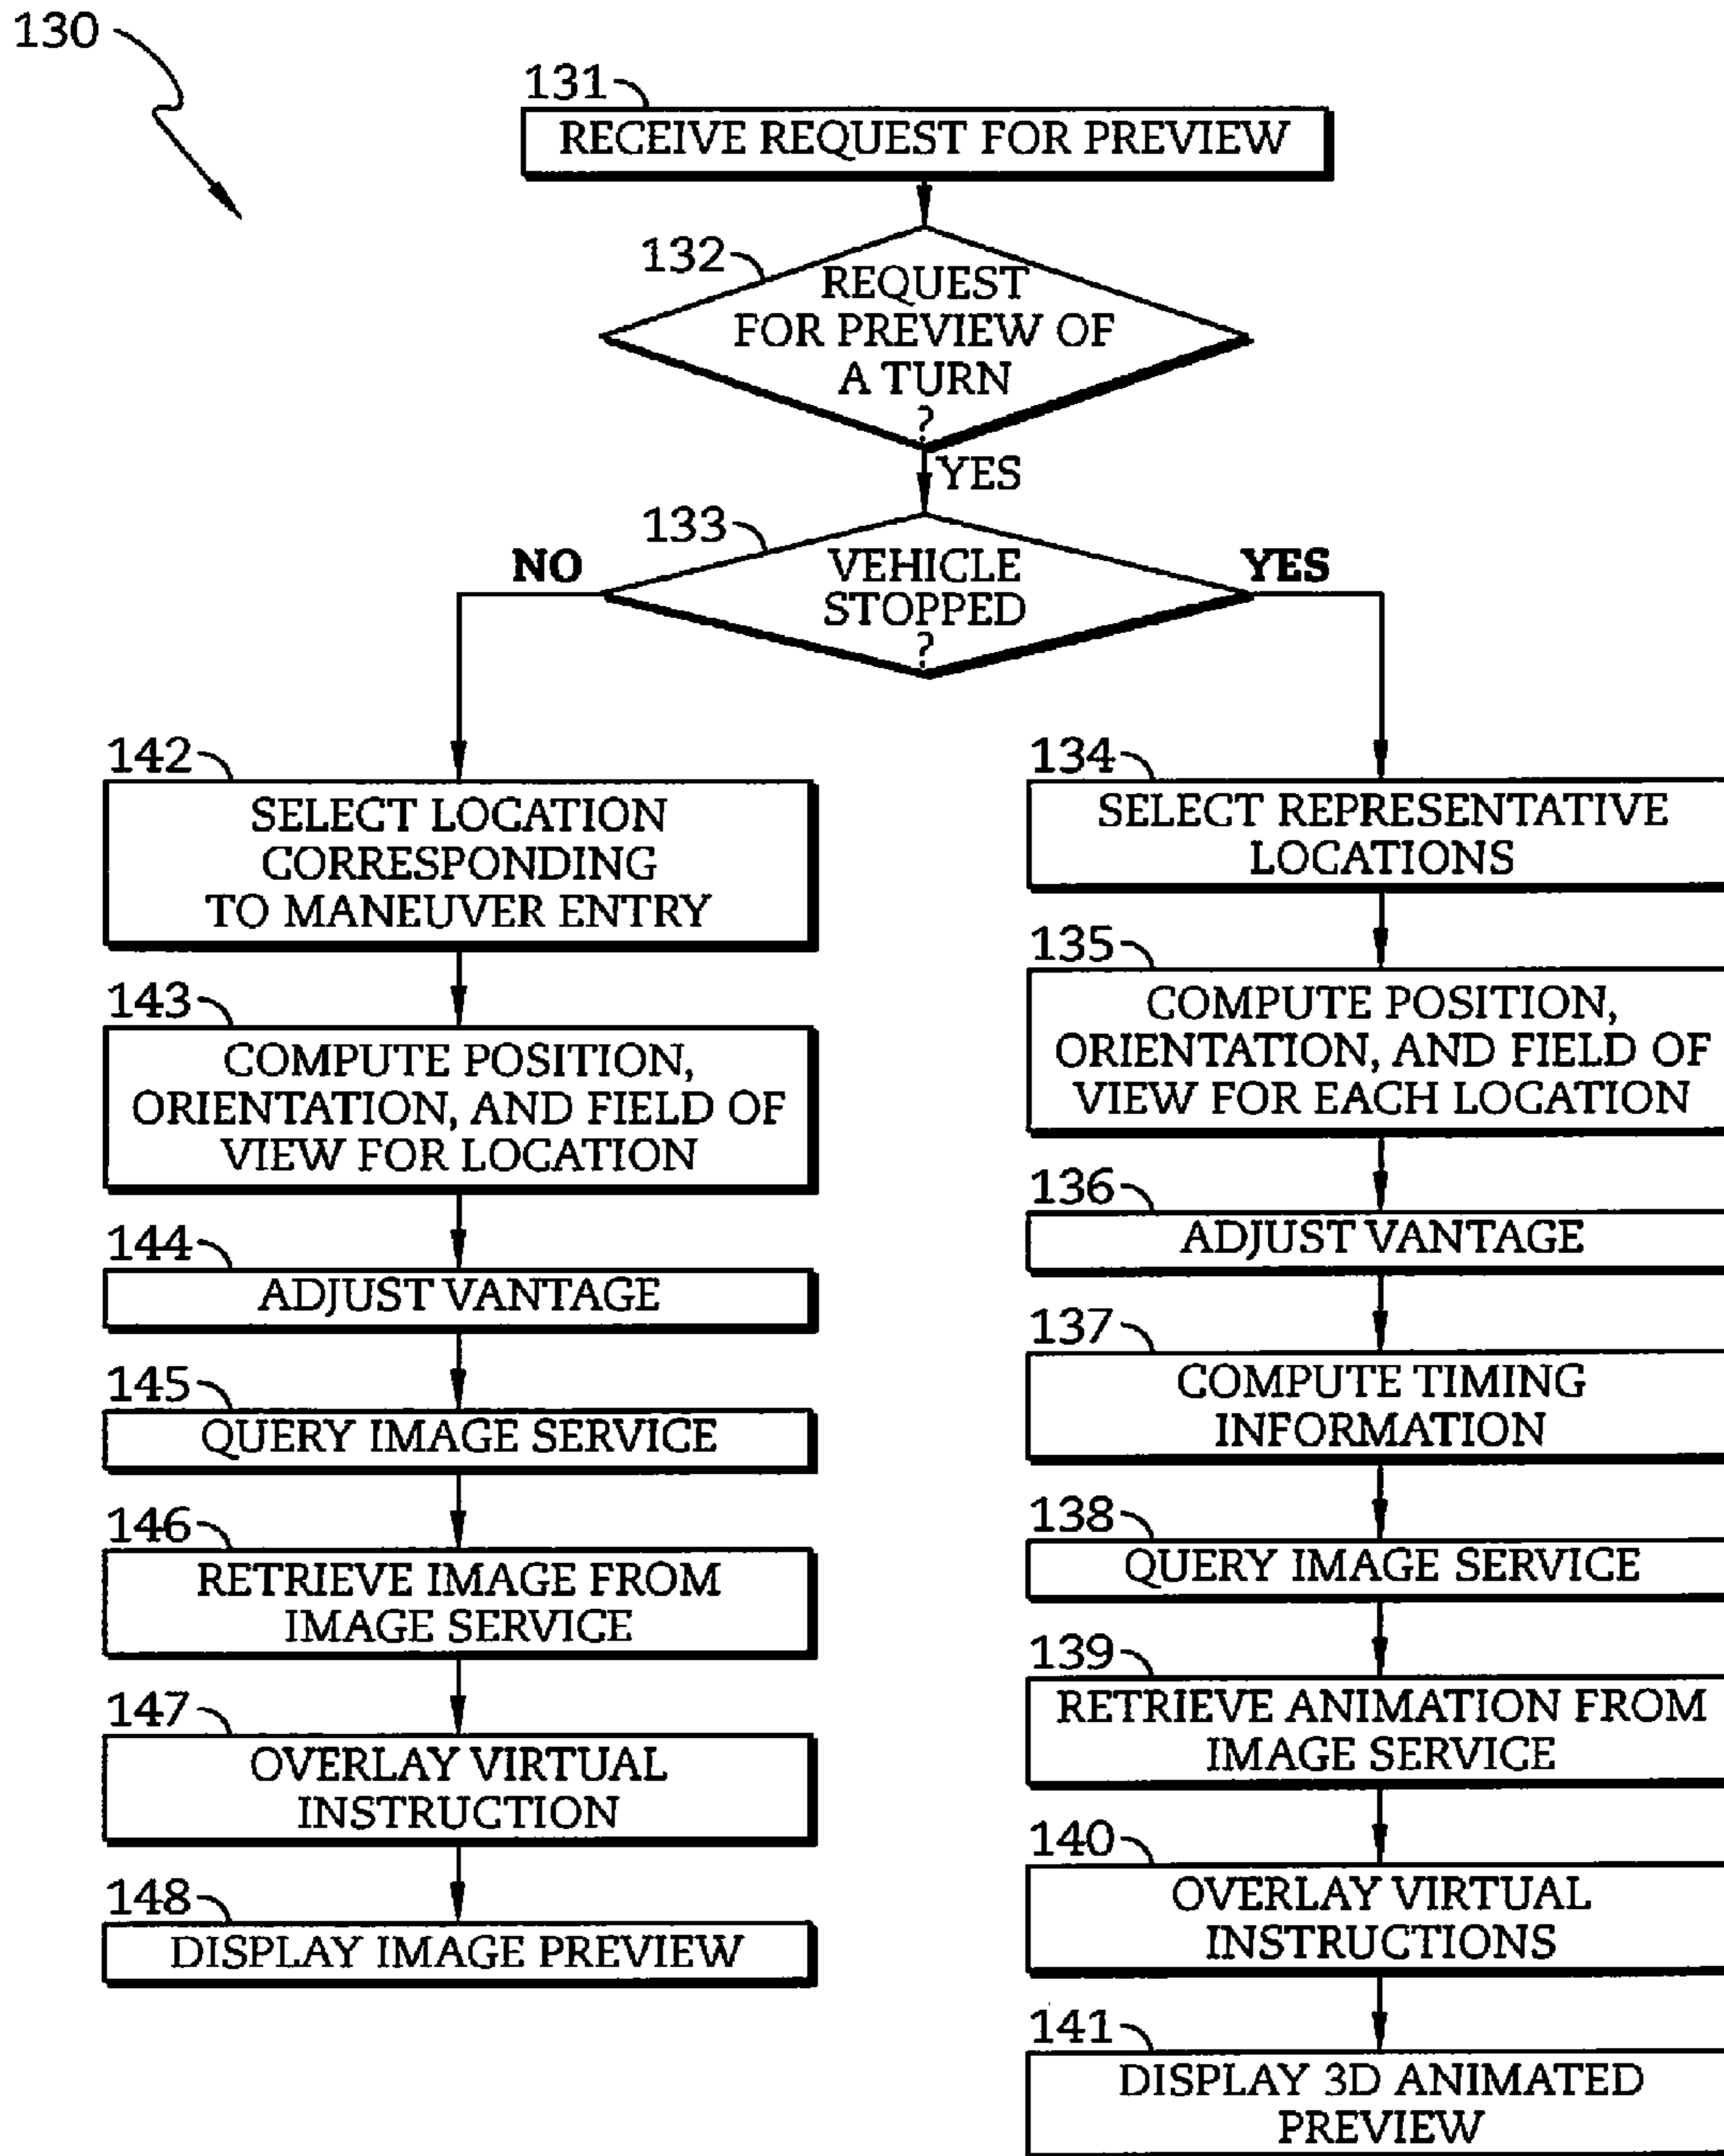 130
131
RECEIVE REQUEST FOR PREVIEW
132
REQUEST
FOR PREVIEW OF
A TURN
?
YES
133
NO
VEHICLE
STOPPED
?
YES
142
SELECT LOCATION
CORRESPONDING
TO MANEUVER ENTRY
143
COMPUTE POSITION,
ORIENTATION, AND FIELD OF
VIEW FOR LOCATION
144
ADJUST VANTAGE
145
QUERY IMAGE SERVICE
146
RETRIEVE IMAGE FROM
IMAGE SERVICE
147
OVERLAY VIRTUAL
INSTRUCTION
148
DISPLAY IMAGE PREVIEW
134
SELECT REPRESENTATIVE
LOCATIONS
135
COMPUTE POSITION,
ORIENTATION, AND FIELD OF
VIEW FOR EACH LOCATION
136
ADJUST VANTAGE
137
COMPUTE TIMING
INFORMATION
138
QUERY IMAGE SERVICE
139
RETRIEVE ANIMATION FROM
IMAGE SERVICE
140
OVERLAY VIRTUAL
INSTRUCTIONS
141
DISPLAY 3D ANIMATED
PREVIEW